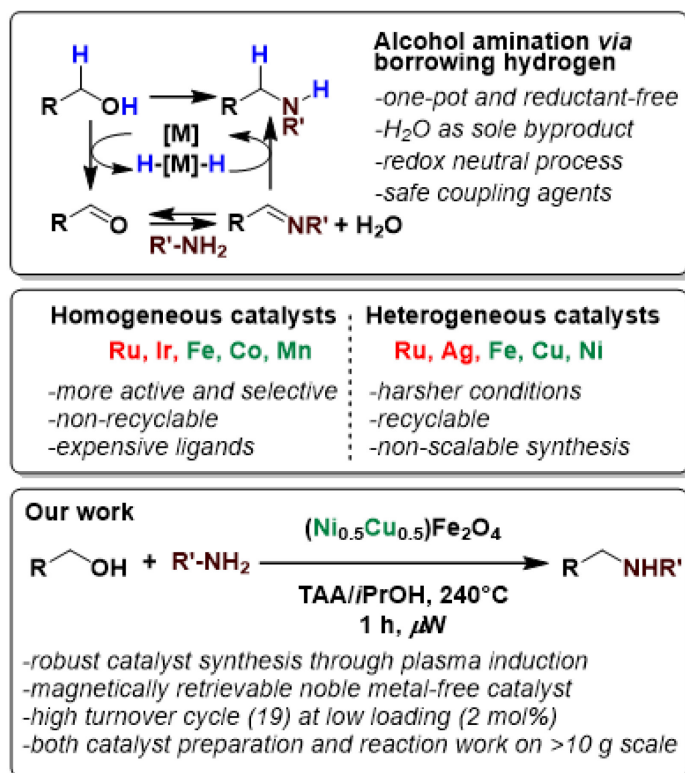 Alcohol amination via
borrowing hydrogen
-one-pot and reductant-free
-H₂O as sole byproduct
-redox neutral process
-safe coupling agents
H
R
OH
H
H
R
N
R'
[M]
H-[M]-H
R
O
R'-NH₂
R
NR' + H₂O
Homogeneous catalysts
Ru, Ir, Fe, Co, Mn
-more active and selective
-non-recyclable
-expensive ligands
Heterogeneous catalysts
Ru, Ag, Fe, Cu, Ni
-harsher conditions
-recyclable
-non-scalable synthesis
Our work
R
OH + R'-NH₂
(Ni₀.₅Cu₀.₅)Fe₂O₄
TAA/iPrOH, 240°C
1 h, µW
R
NHR'
-robust catalyst synthesis through plasma induction
-magnetically retrievable noble metal-free catalyst
-high turnover cycle (19) at low loading (2 mol%)
-both catalyst preparation and reaction work on >10 g scale